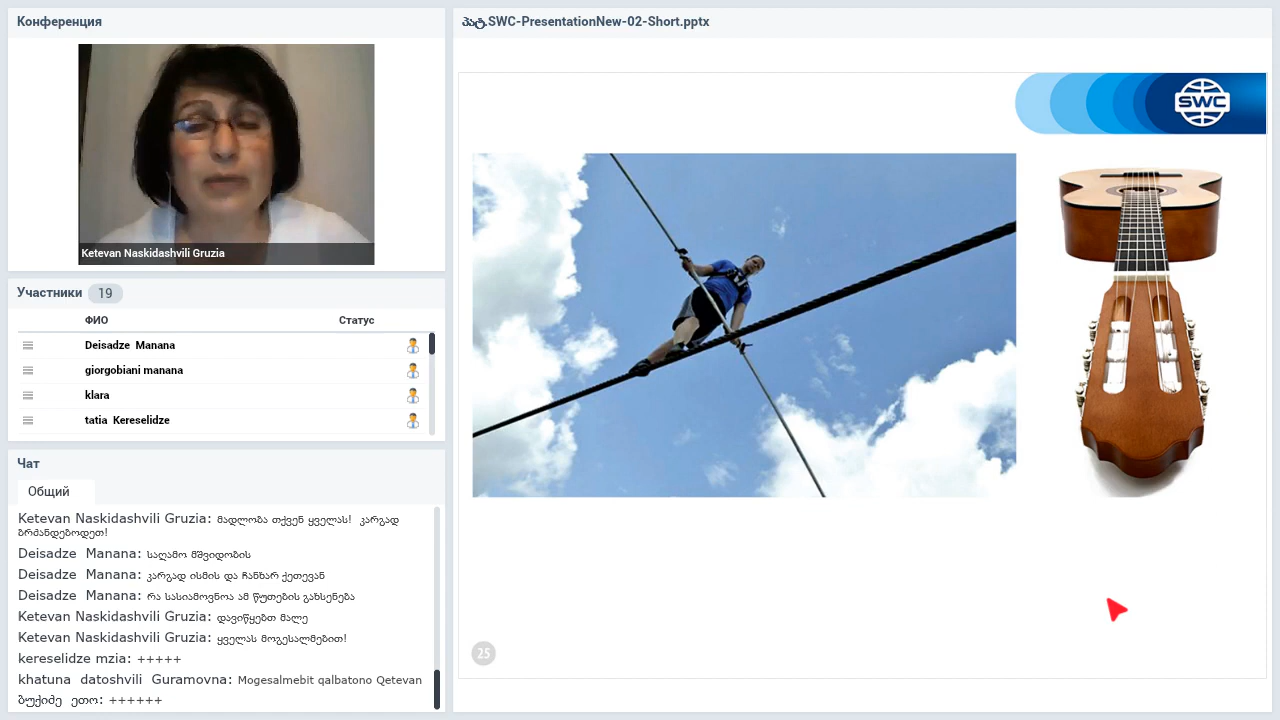 Конференция
Ketevan Naskidashvili Gruzia
Участники 19
ФИО Статус
Deisadze Manana
giorgobiani manana
klara
tatia Kereselidze
Чат
Общий
Ketevan Naskidashvili Gruzia: მადლობა თქვენ ყველას! კარგად
ბრძანდებოდეთ!
Deisadze Manana: საღამო მშვიდობის
Deisadze Manana: კარგად ისმის და ჩანხარ ქეთევან
Deisadze Manana: რა სასიამოვნოა ამ წუთების გახსენება
Ketevan Naskidashvili Gruzia: დავიწყებთ მალე
Ketevan Naskidashvili Gruzia: ყველას მოგესალმებით!
kereselidze mzia: +++++
khatuna datoshvili Guramovna: Mogesalmebit qalbatono Qetevan
ბუქიძე ეთო: ++++++
პატ.SWC-PresentationNew-02-Short.pptx
SWC
25